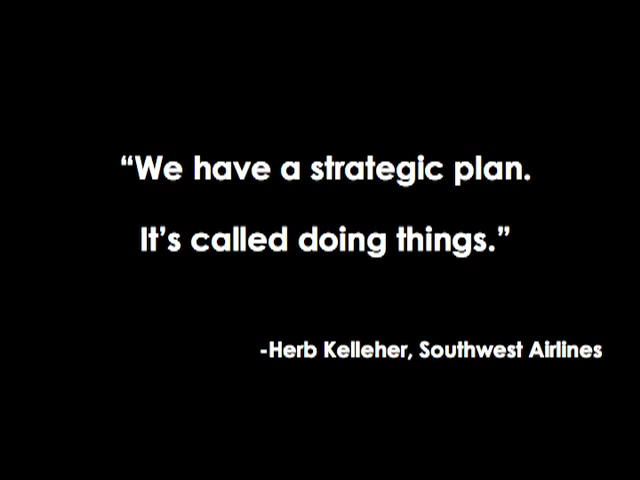 “We have a strategic plan.
It’s called doing things.”
-Herb Kelleher, Southwest Airlines